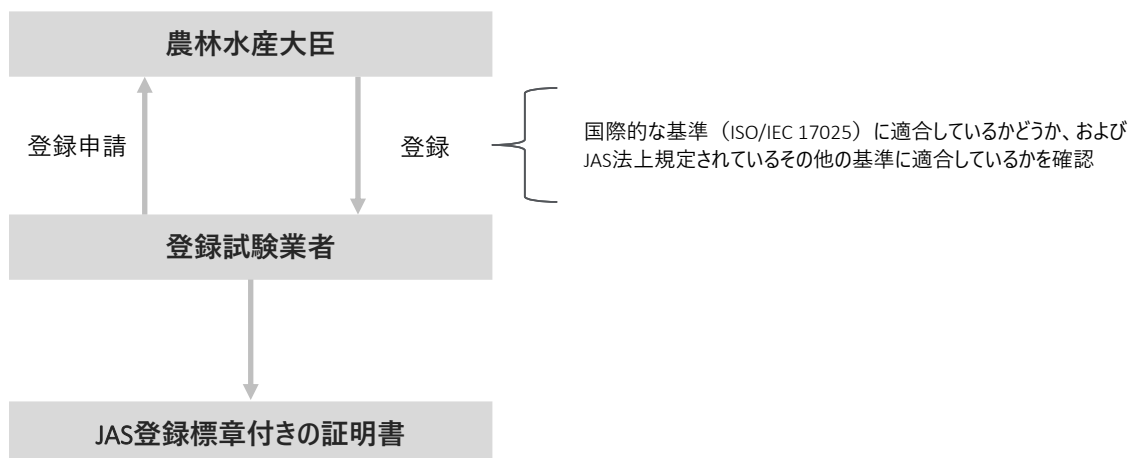 農林水産大臣
登録申請
登録
国際的な基準（ISO/IEC 17025）に適合しているかどうか、および
JAS法上規定されているその他の基準に適合しているかを確認
登録試験業者
JAS登録標章付きの証明書